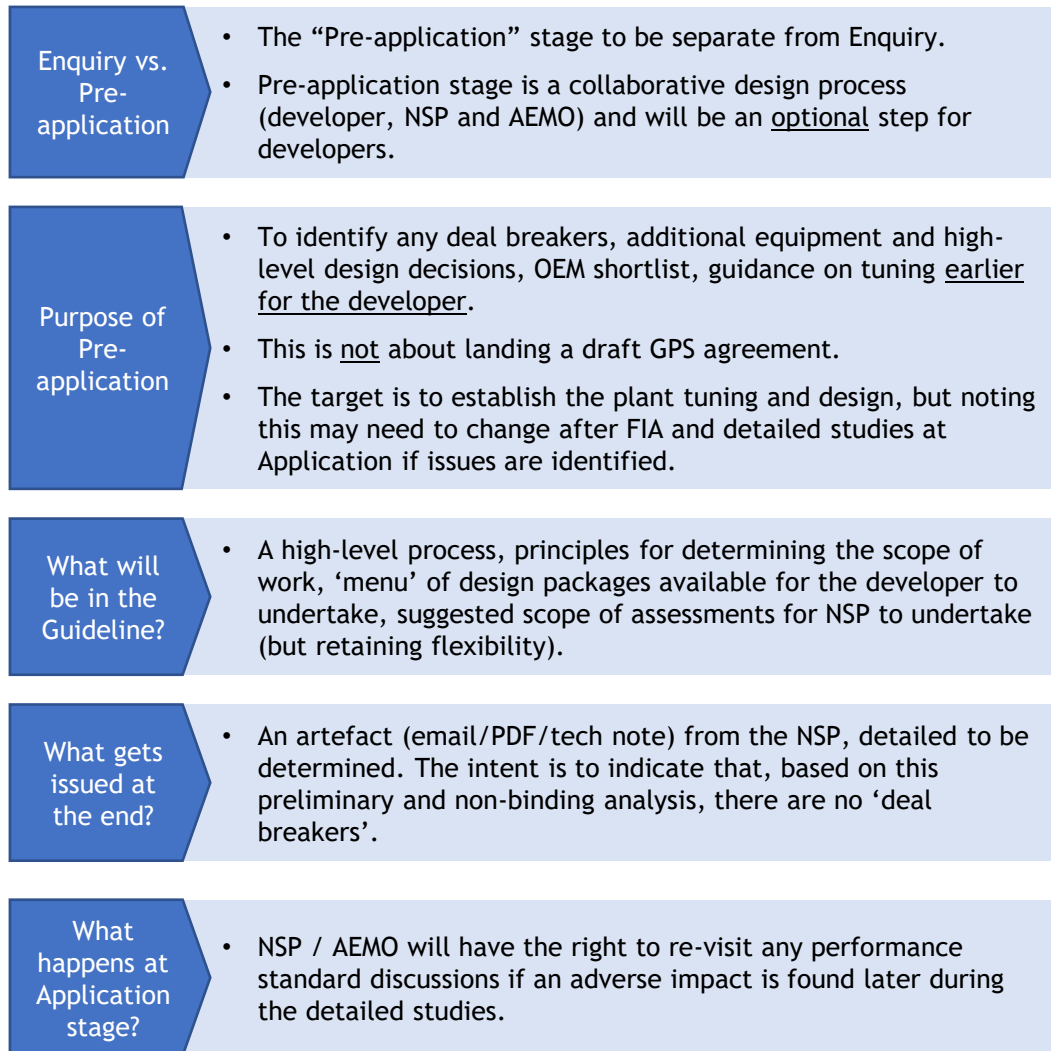 Enquiry vs.
Pre-
application
• The “Pre-application” stage to be separate from Enquiry.
• Pre-application stage is a collaborative design process
(developer, NSP and AEMO) and will be an optional step for
developers.
Purpose of
Pre-
application
• To identify any deal breakers, additional equipment and high-
level design decisions, OEM shortlist, guidance on tuning earlier
for the developer.
• This is not about landing a draft GPS agreement.
• The target is to establish the plant tuning and design, but noting
this may need to change after FIA and detailed studies at
Application if issues are identified.
What will
be in the
Guideline?
• A high-level process, principles for determining the scope of
work, ‘menu’ of design packages available for the developer to
undertake, suggested scope of assessments for NSP to undertake
(but retaining flexibility).
What gets
issued at
the end?
• An artefact (email/PDF/tech note) from the NSP, detailed to be
determined. The intent is to indicate that, based on this
preliminary and non-binding analysis, there are no ‘deal
breakers’.
What
happens at
Application
stage?
• NSP / AEMO will have the right to re-visit any performance
standard discussions if an adverse impact is found later during
the detailed studies.